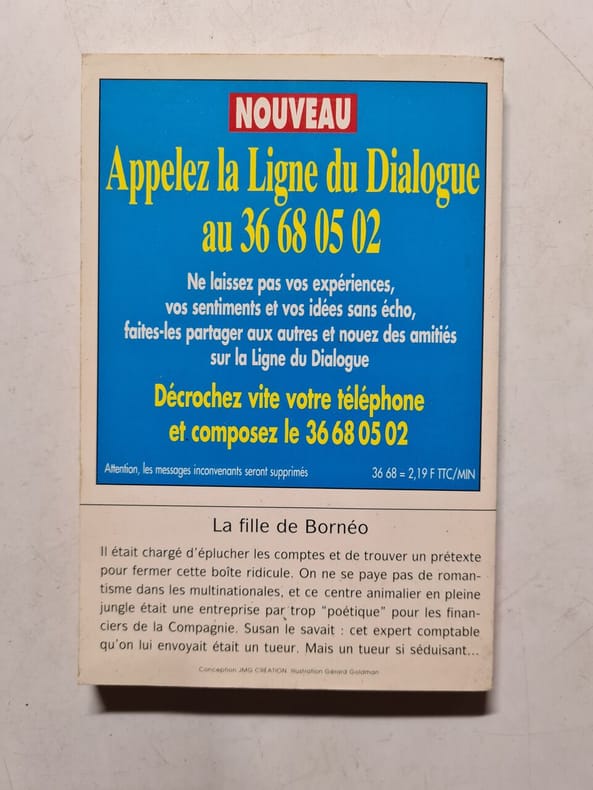 NOUVEAU
Appelez la Ligne du Dialogue
au 36 68 05 02
Ne laissez pas vos expériences,
vos sentiments et vos idées sans écho,
faites-les partager aux autres et nouez des amitiés
sur la Ligne du Dialogue
Décrochez vite votre téléphone
et composez le 36 68 05 02
Attention, les messages inconvenants seront supprimés
36 68 = 2,19 F TTC/MIN
La fille de Bornéo
Il était chargé d'éplucher les comptes et de trouver un prétexte
pour fermer cette boîte ridicule. On ne se paye pas de roman-
tisme dans les multinationales, et ce centre animalier en pleine
jungle était une entreprise par trop "poétique" pour les finan-
ciers de la Compagnie. Susan le savait : cet expert comptable
qu'on lui envoyait était un tueur. Mais un tueur si séduisant...
Conception JMG CRÉATION. Illustration Gérard Goldman